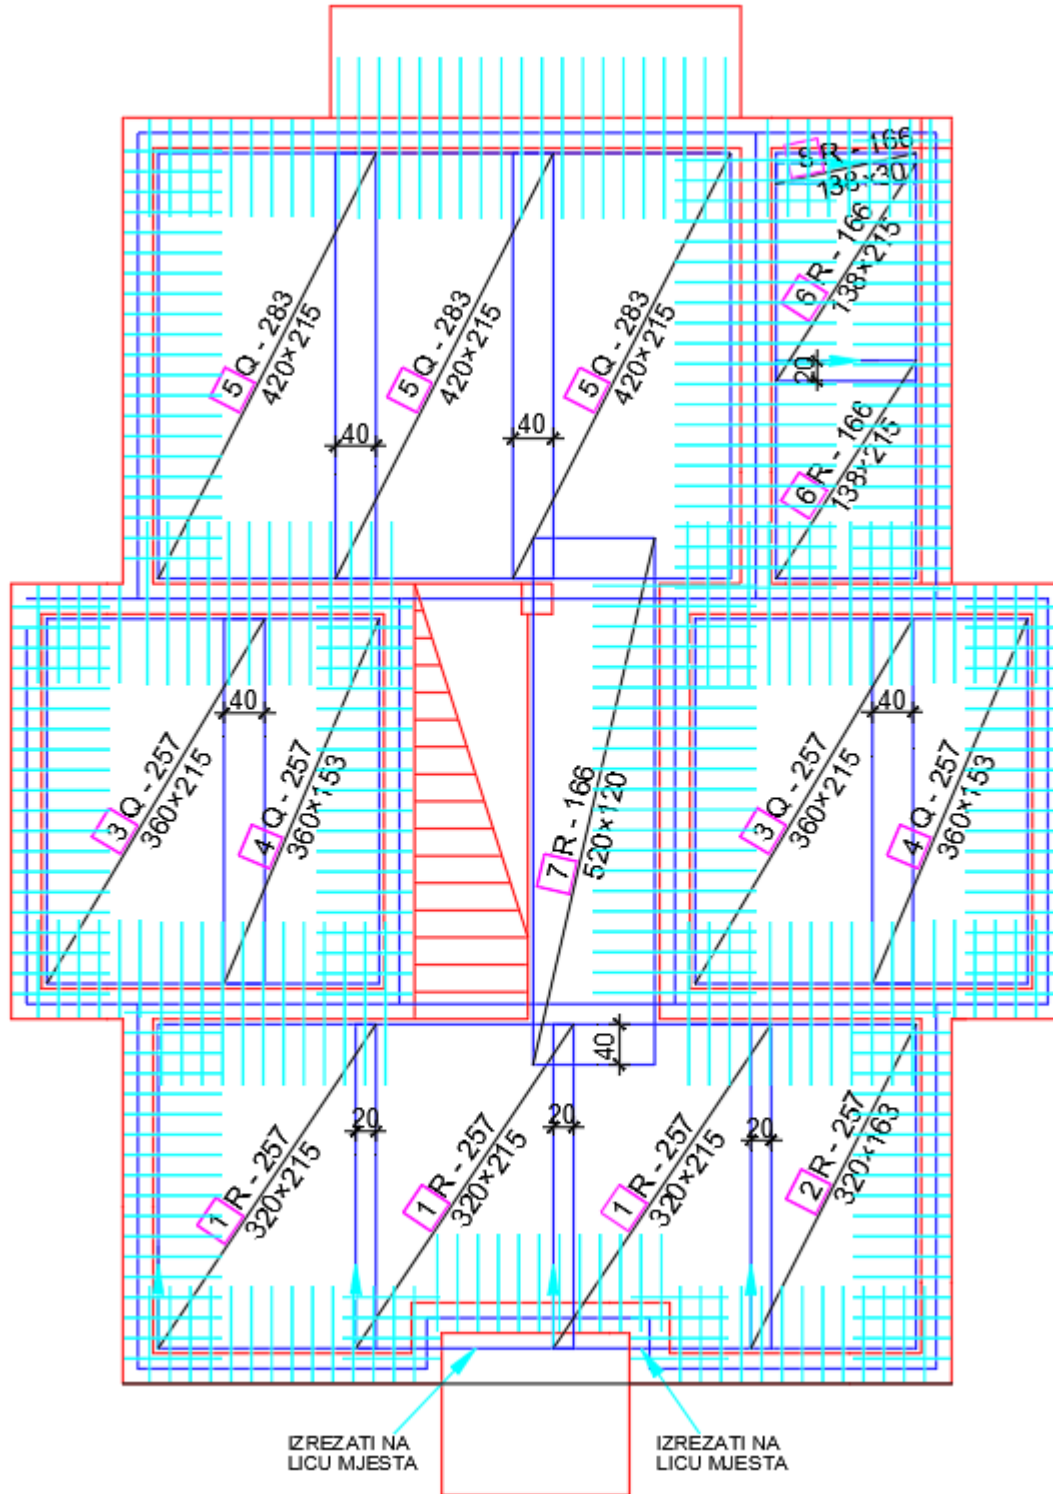 8 R - 166
138×30
6 R - 166
138×215
5 Q - 283
420×215
5 Q - 283
420×215
5 Q - 283
420×215
20
40
40
6 R - 166
138×215
3 Q - 257
360×215
40
4 Q - 257
360×153
7 R - 166
520×120
3 Q - 257
360×215
40
4 Q - 257
360×153
40
1 R - 257
320×215
20
1 R - 257
320×215
20
1 R - 257
320×215
20
2 R - 257
320×163
IZREZATI NA
LICU MJESTA
IZREZATI NA
LICU MJESTA